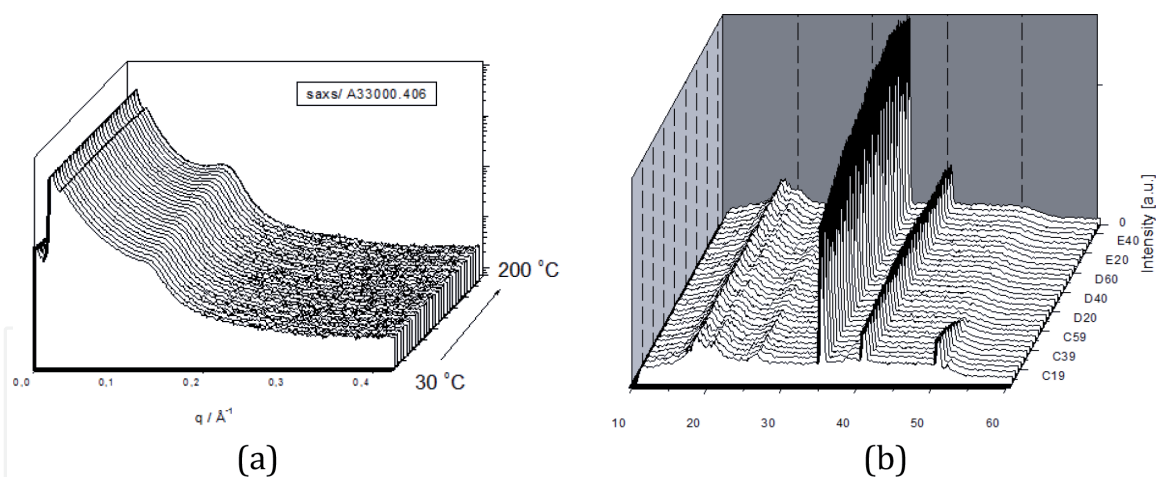 saxs/ A33000.406
200 °C
30 °C
0,0 0,1 0,2 0,3 0,4
q / Å⁻¹
(a)
Intensity [a.u.]
0
E40
E20
D60
D40
D20
C59
C39
C19
10 20 30 40 50 60
(b)